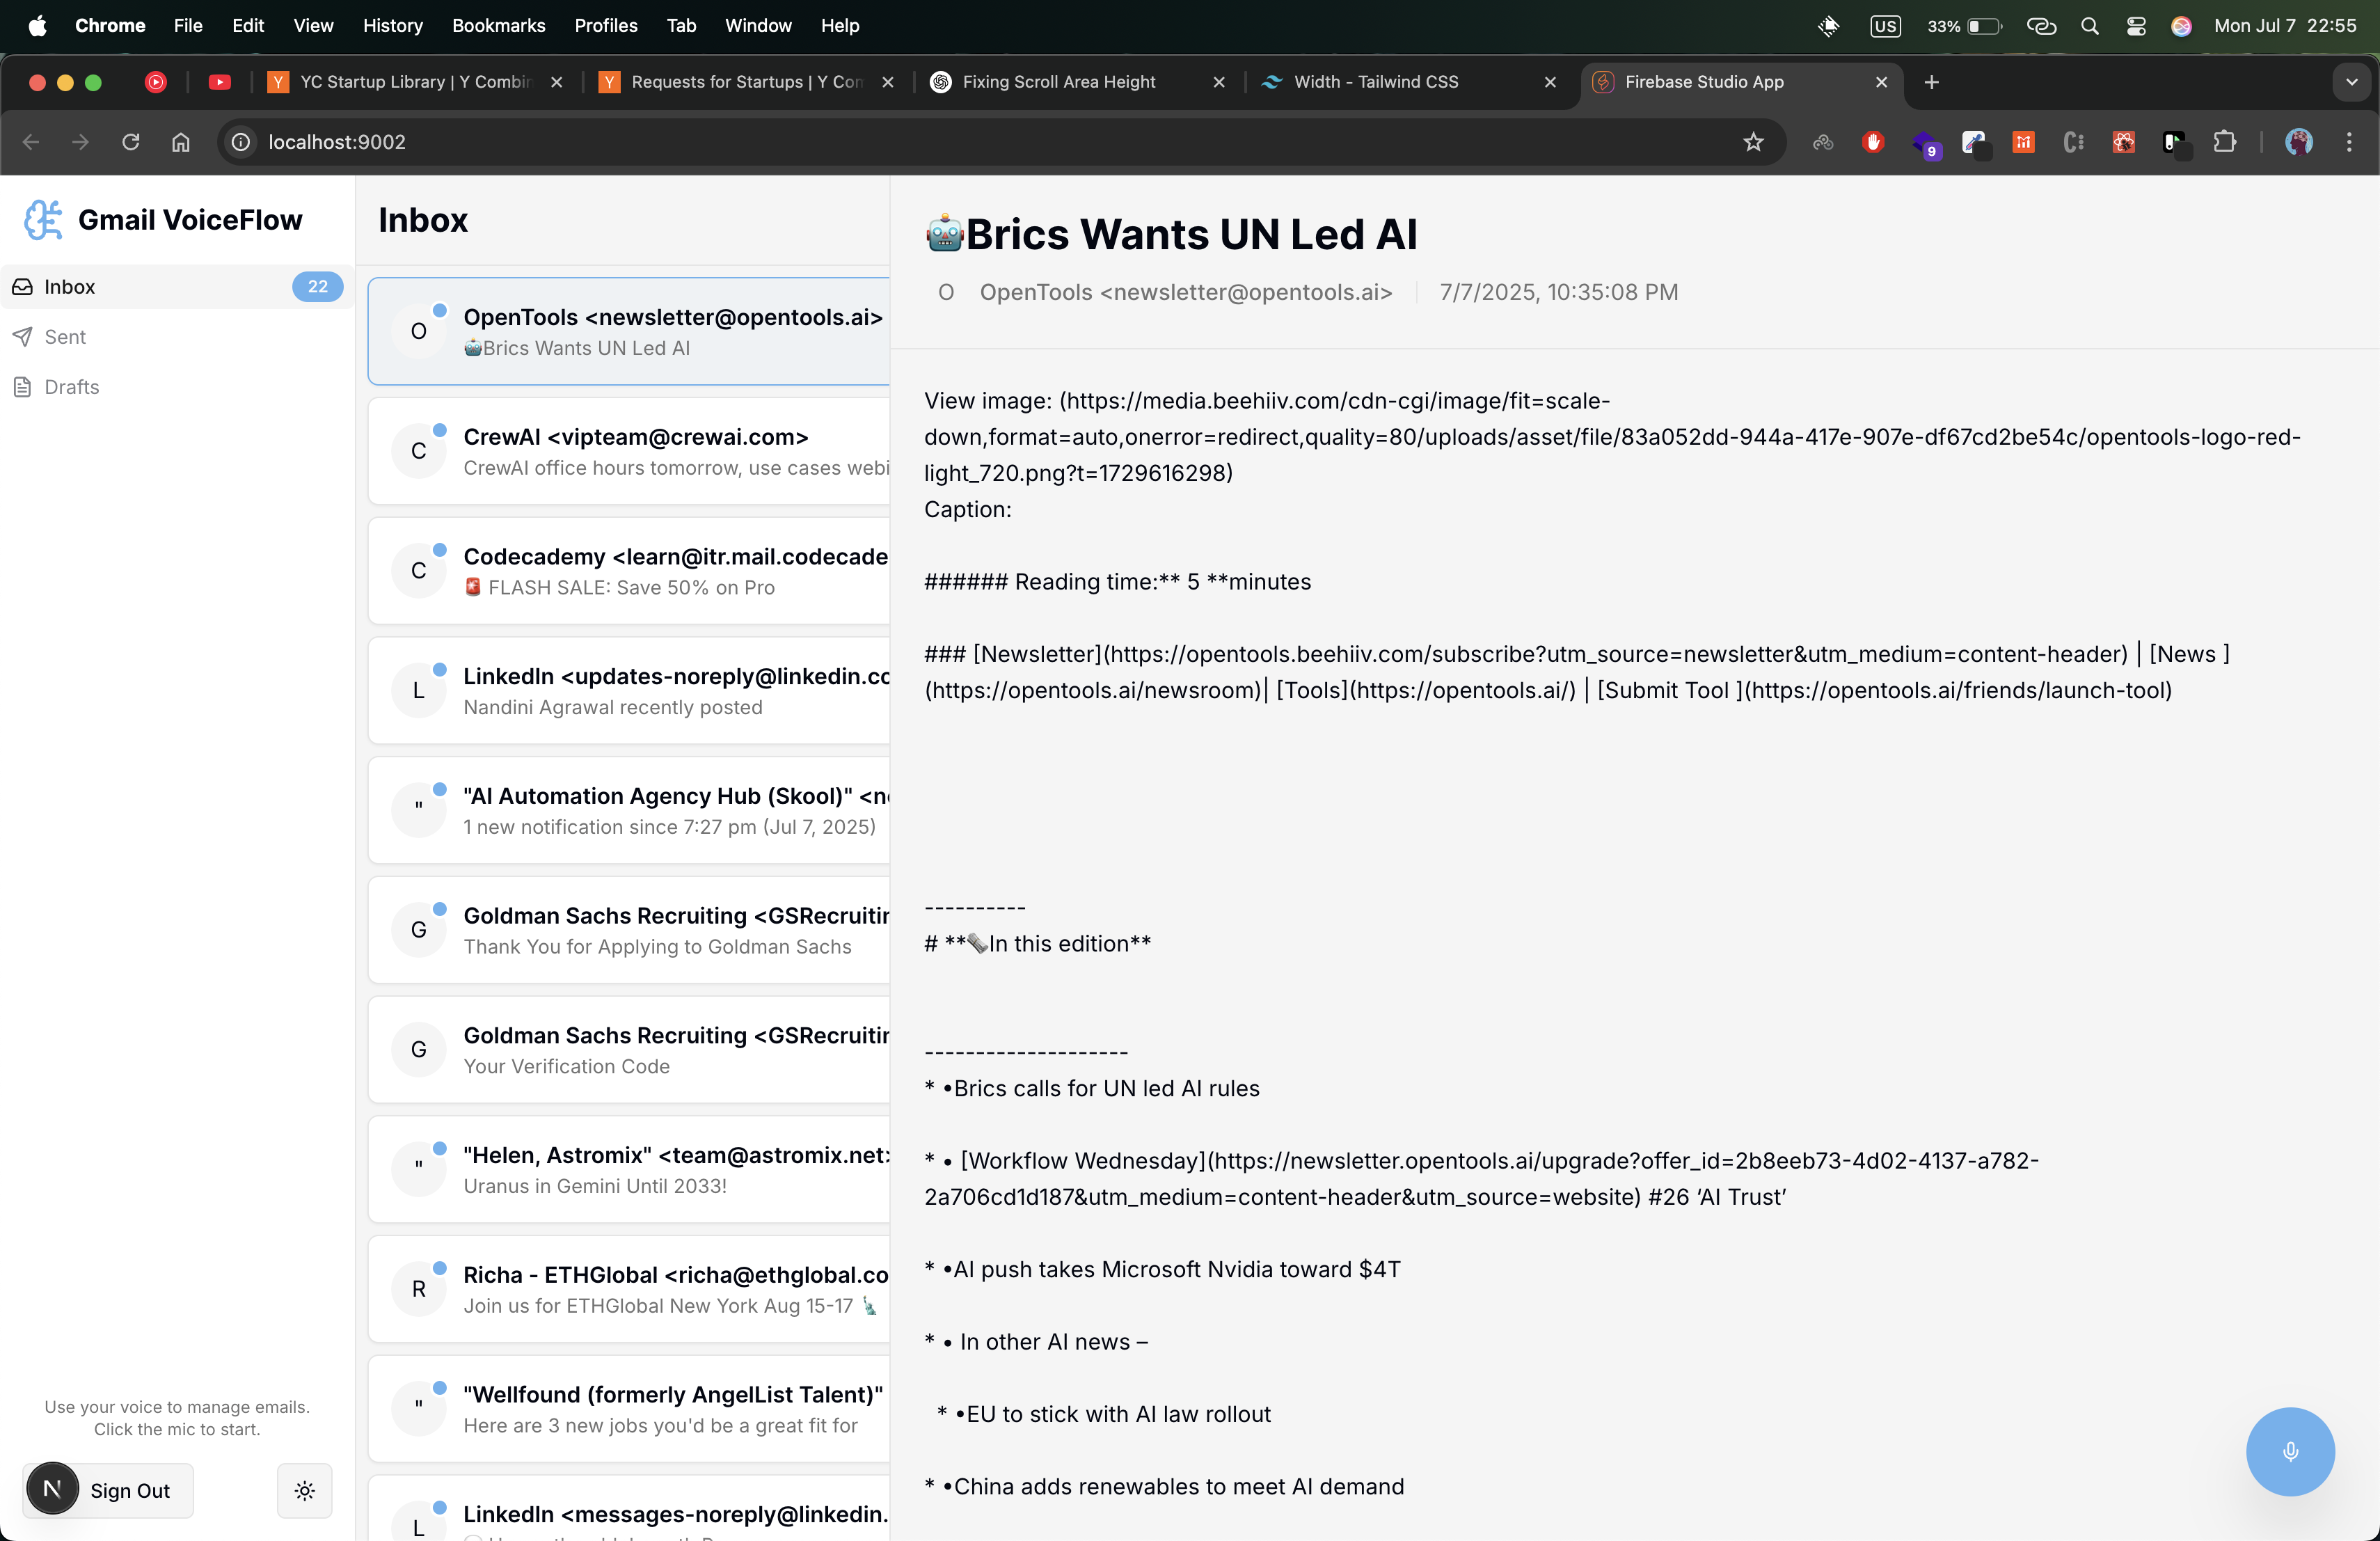 Chrome File Edit View History Bookmarks Profiles Tab Window Help
US 33% Mon Jul 7 22:55
YC Startup Library | Y Combin
Requests for Startups | Y Com
Fixing Scroll Area Height
Width - Tailwind CSS
Firebase Studio App
localhost:9002
9
Gmail VoiceFlow
Inbox 22
Sent
Drafts
Use your voice to manage emails.
Click the mic to start.
N Sign Out
Inbox
O OpenTools <newsletter@opentools.ai>
🤖Brics Wants UN Led AI
C CrewAI <vipteam@crewai.com>
CrewAI office hours tomorrow, use cases webi
C Codecademy <learn@itr.mail.codecade
🚨 FLASH SALE: Save 50% on Pro
L LinkedIn <updates-noreply@linkedin.co
Nandini Agrawal recently posted
" "AI Automation Agency Hub (Skool)" <no
1 new notification since 7:27 pm (Jul 7, 2025)
G Goldman Sachs Recruiting <GSRecruitin
Thank You for Applying to Goldman Sachs
G Goldman Sachs Recruiting <GSRecruitin
Your Verification Code
" "Helen, Astromix" <team@astromix.net>
Uranus in Gemini Until 2033!
R Richa - ETHGlobal <richa@ethglobal.co
Join us for ETHGlobal New York Aug 15-17 🗽
" "Wellfound (formerly AngelList Talent)"
Here are 3 new jobs you'd be a great fit for
L LinkedIn <messages-noreply@linkedin.
🤖Brics Wants UN Led AI
O OpenTools <newsletter@opentools.ai> 7/7/2025, 10:35:08 PM
View image: (https://media.beehiiv.com/cdn-cgi/image/fit=scale-
down,format=auto,onerror=redirect,quality=80/uploads/asset/file/83a052dd-944a-417e-907e-df67cd2be54c/opentools-logo-red-
light_720.png?t=1729616298)
Caption:
###### Reading time:** 5 **minutes
### [Newsletter](https://opentools.beehiiv.com/subscribe?utm_source=newsletter&utm_medium=content-header) | [News ]
(https://opentools.ai/newsroom)| [Tools](https://opentools.ai/) | [Submit Tool ](https://opentools.ai/friends/launch-tool)
----------
# **🗞️In this edition**
--------------------
* •Brics calls for UN led AI rules
* • [Workflow Wednesday](https://newsletter.opentools.ai/upgrade?offer_id=2b8eeb73-4d02-4137-a782-
2a706cd1d187&utm_medium=content-header&utm_source=website) #26 ‘AI Trust’
* •AI push takes Microsoft Nvidia toward $4T
* • In other AI news –
* •EU to stick with AI law rollout
* •China adds renewables to meet AI demand